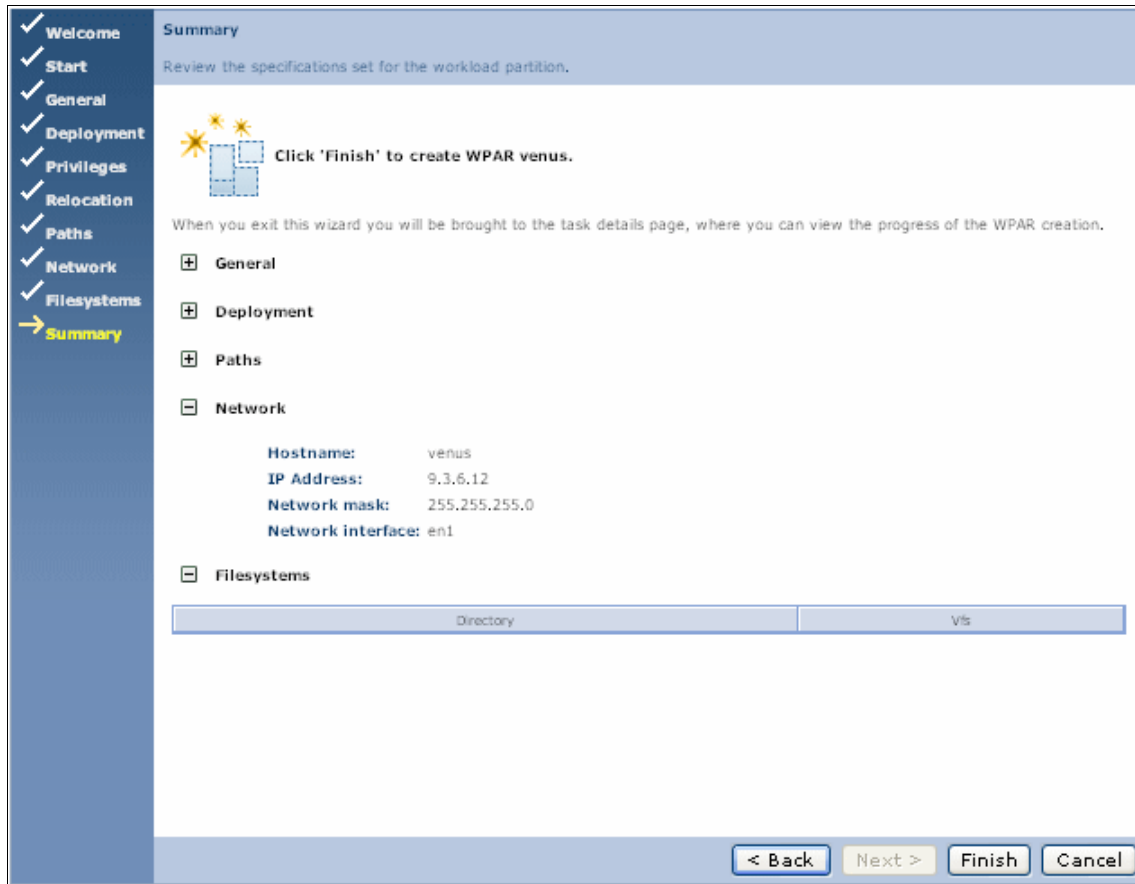 Welcome
Start
General
Deployment
Privileges
Relocation
Paths
Network
Filesystems
Summary
Summary
Review the specifications set for the workload partition.
Click 'Finish' to create WPAR venus.
When you exit this wizard you will be brought to the task details page, where you can view the progress of the WPAR creation.
General
Deployment
Paths
Network
Hostname: venus
IP Address: 9.3.6.12
Network mask: 255.255.255.0
Network interface: en1
Filesystems
Directory Vfs
< Back Next > Finish Cancel